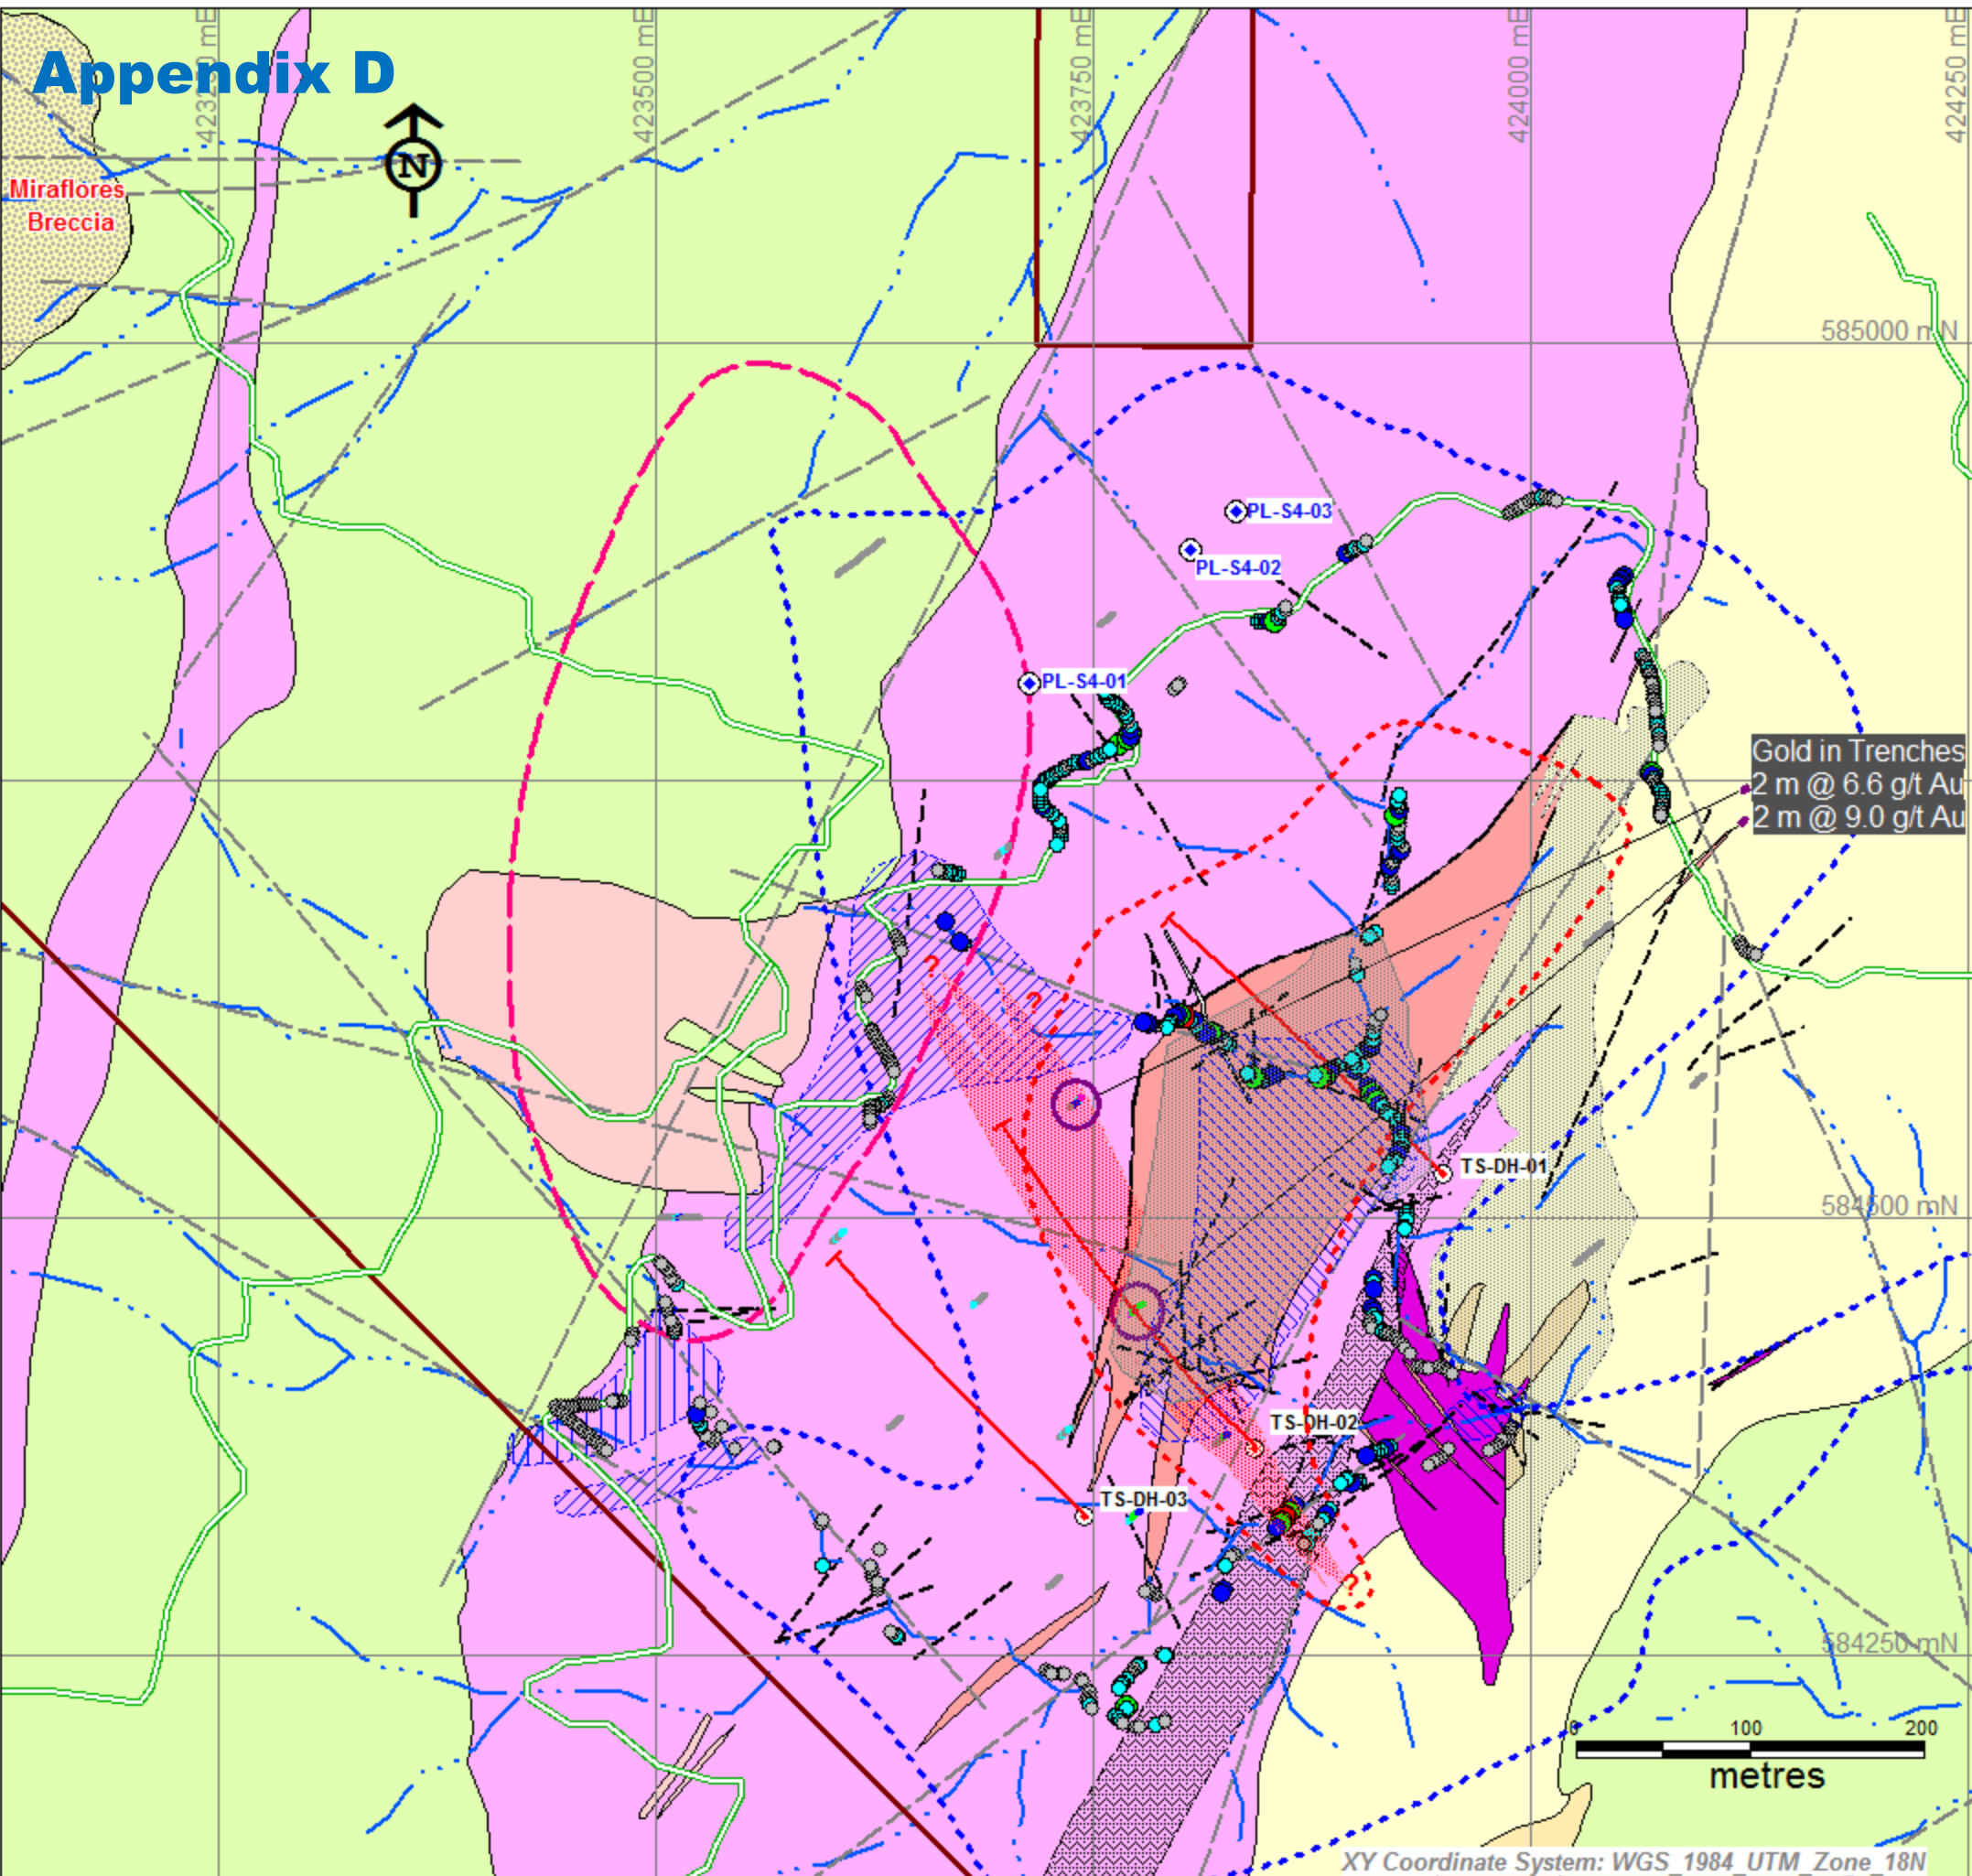 Appendix D
423250 mE
423500 mE
423750 mE
424000 mE
424250 mE
N
Miraflores
Breccia
585000 mN
PL-S4-03
PL-S4-02
PL-S4-01
Gold in Trenches
2 m @ 6.6 g/t Au
2 m @ 9.0 g/t Au
?
?
TS-DH-01
584500 mN
TS-DH-02
TS-DH-03
?
584250 mN
0 100 200
metres
XY Coordinate System: WGS_1984_UTM_Zone_18N